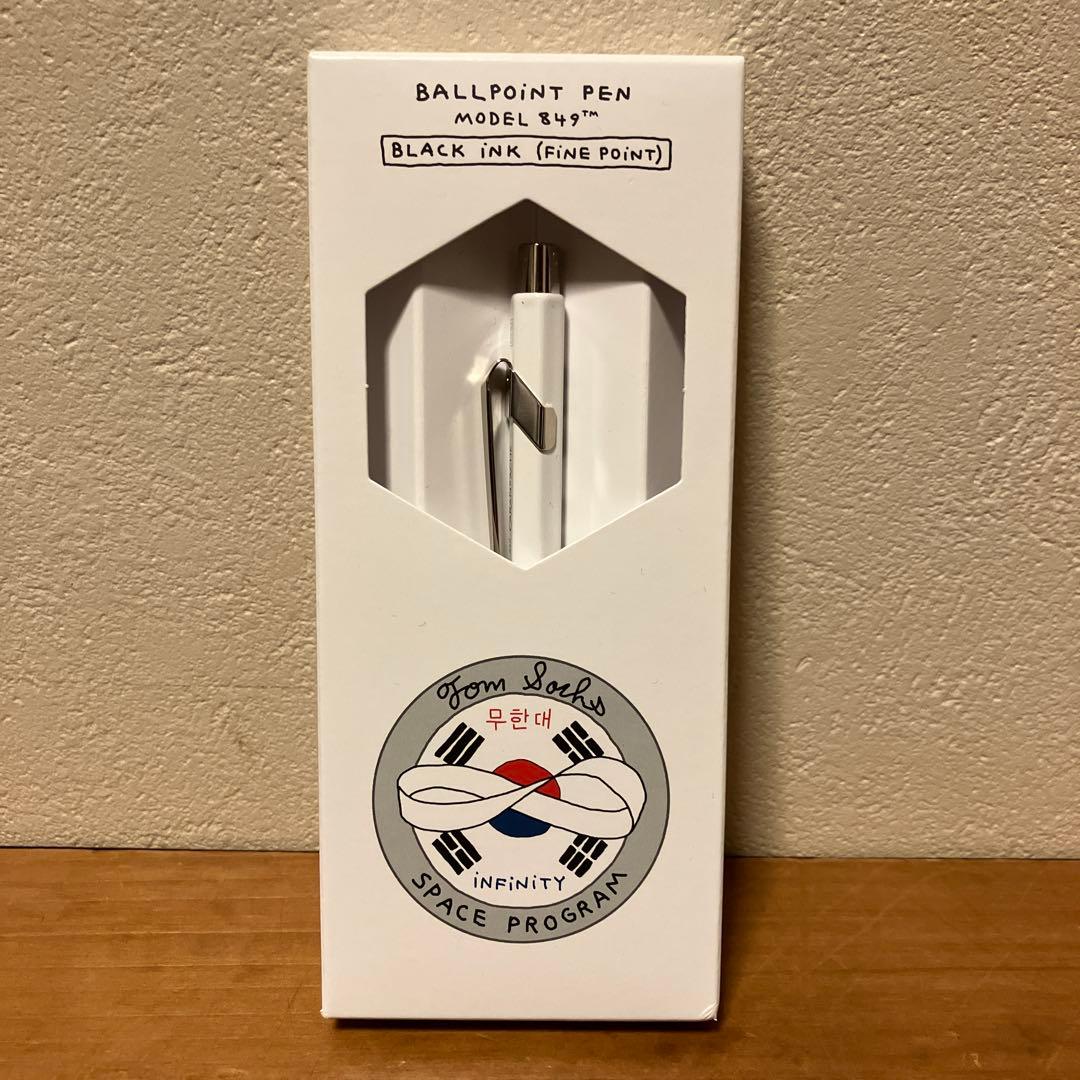 BALLPOiNT PEN
MODEL 849™
BLACK iNK (FiNE POiNT)
Tom Sachs
무한대
iNFiNiTY
SPACE PROGRAM